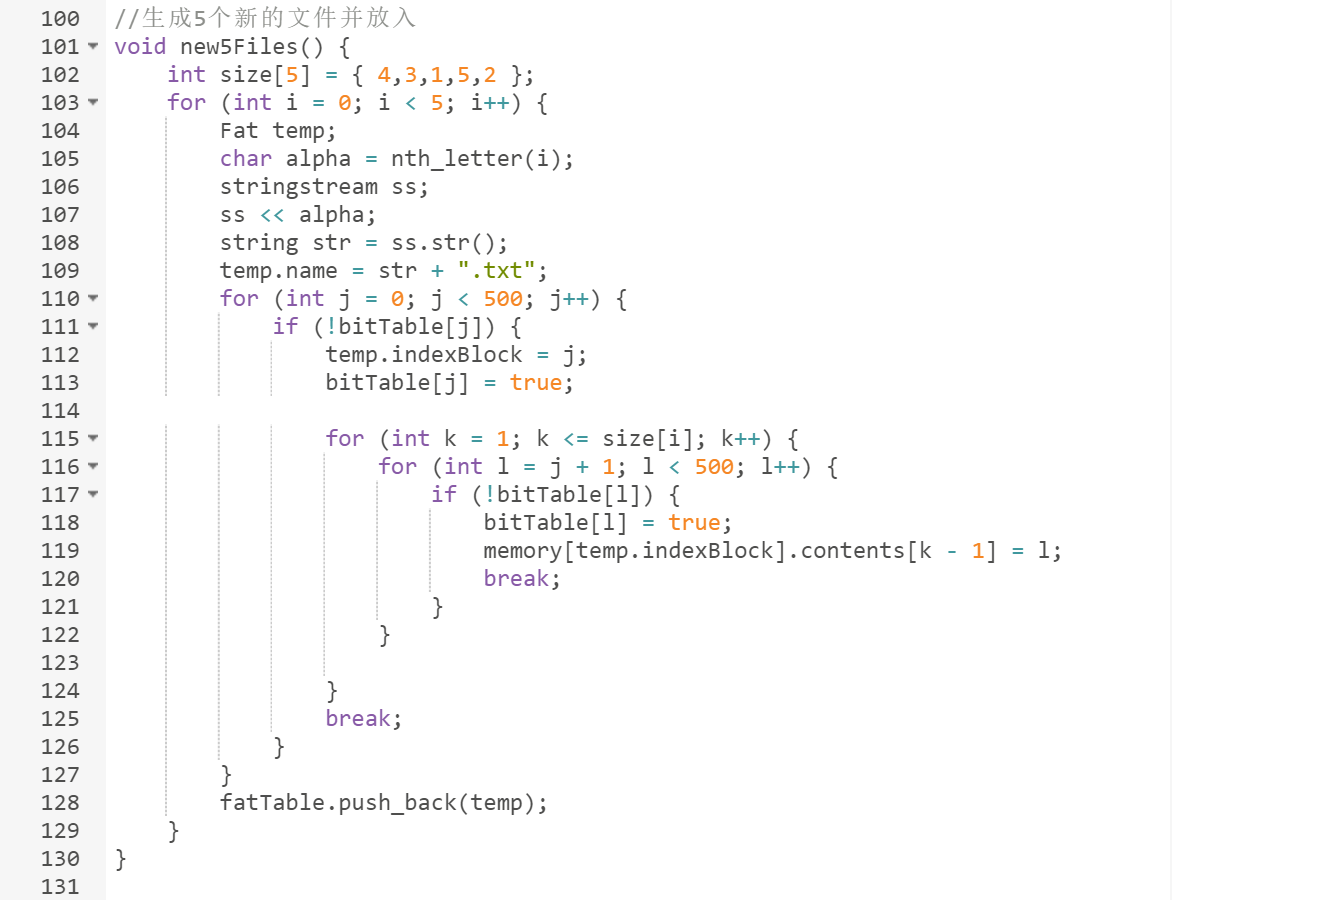 100 //生成5个新的文件并放入
101 void new5Files() {
102     int size[5] = { 4,3,1,5,2 };
103     for (int i = 0; i < 5; i++) {
104         Fat temp;
105         char alpha = nth_letter(i);
106         stringstream ss;
107         ss << alpha;
108         string str = ss.str();
109         temp.name = str + ".txt";
110         for (int j = 0; j < 500; j++) {
111             if (!bitTable[j]) {
112                 temp.indexBlock = j;
113                 bitTable[j] = true;
114
115                 for (int k = 1; k <= size[i]; k++) {
116                     for (int l = j + 1; l < 500; l++) {
117                         if (!bitTable[l]) {
118                             bitTable[l] = true;
119                             memory[temp.indexBlock].contents[k - 1] = l;
120                             break;
121                         }
122                     }
123
124                 }
125                 break;
126             }
127         }
128         fatTable.push_back(temp);
129     }
130 }
131